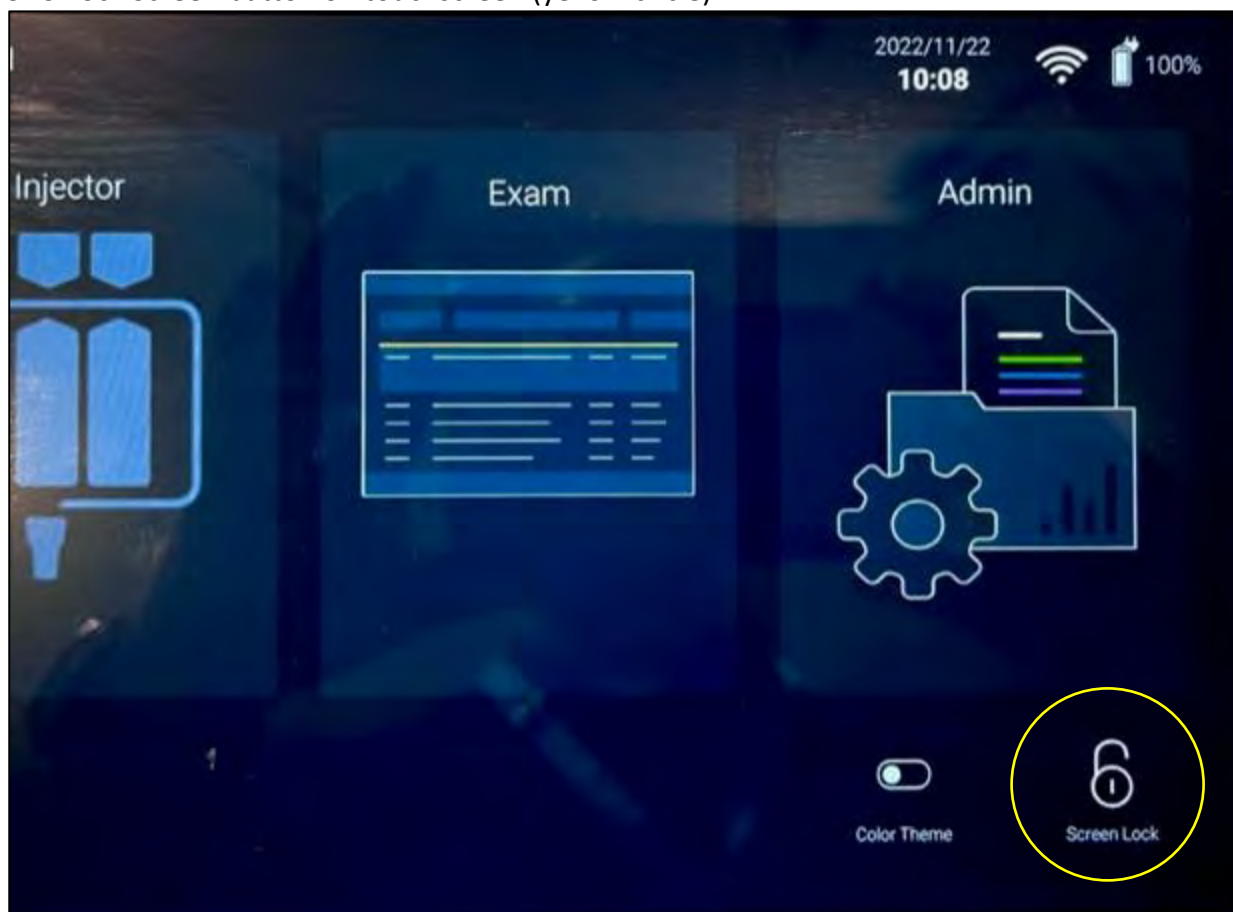 2022/11/22
10:08
100%
Injector
Exam
Admin
Color Theme
Screen Lock